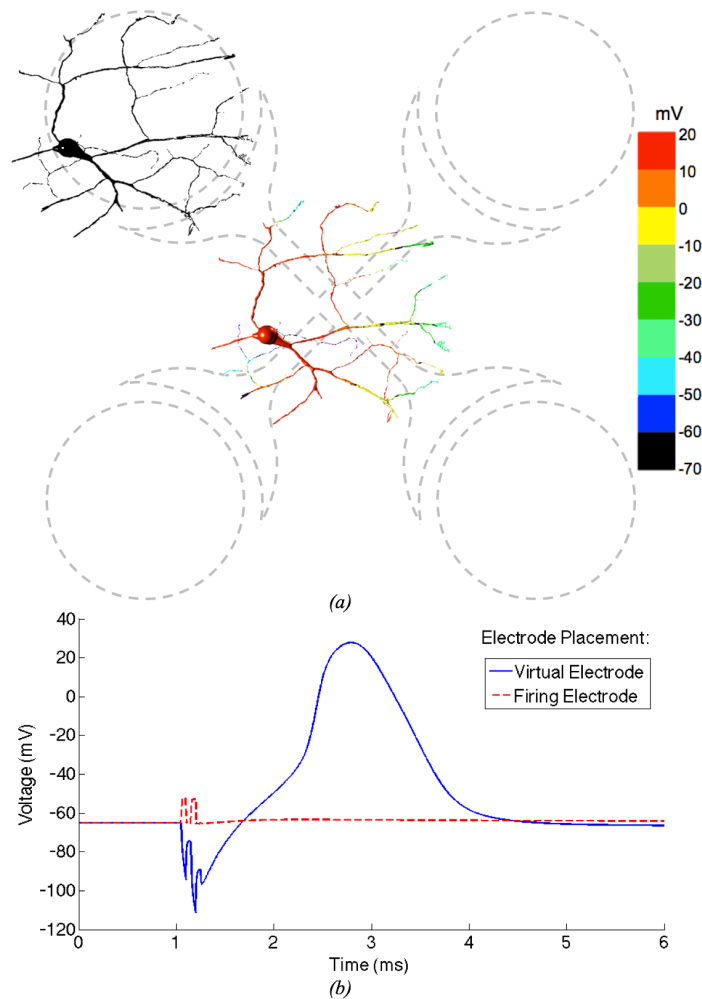 mV
20
10
0
-10
-20
-30
-40
-50
-60
-70
(a)
40
20
0
-20
-40
-60
-80
-100
-120
Voltage (mV)
Electrode Placement:
Virtual Electrode
Firing Electrode
0 1 2 3 4 5 6
Time (ms)
(b)